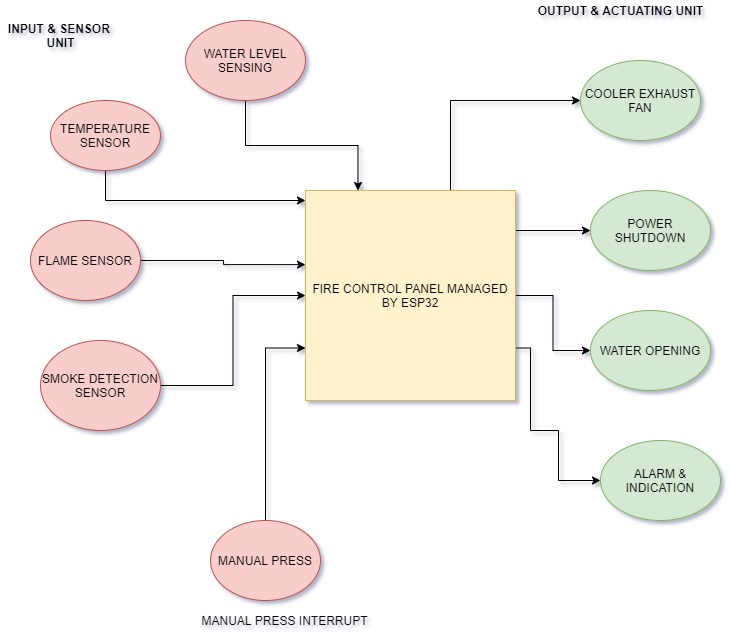 OUTPUT & ACTUATING UNIT
INPUT & SENSOR
UNIT
WATER LEVEL
SENSING
COOLER EXHAUST
FAN
TEMPERATURE
SENSOR
POWER
SHUTDOWN
FLAME SENSOR
FIRE CONTROL PANEL MANAGED
BY ESP32
WATER OPENING
SMOKE DETECTION
SENSOR
ALARM &
INDICATION
MANUAL PRESS
MANUAL PRESS INTERRUPT